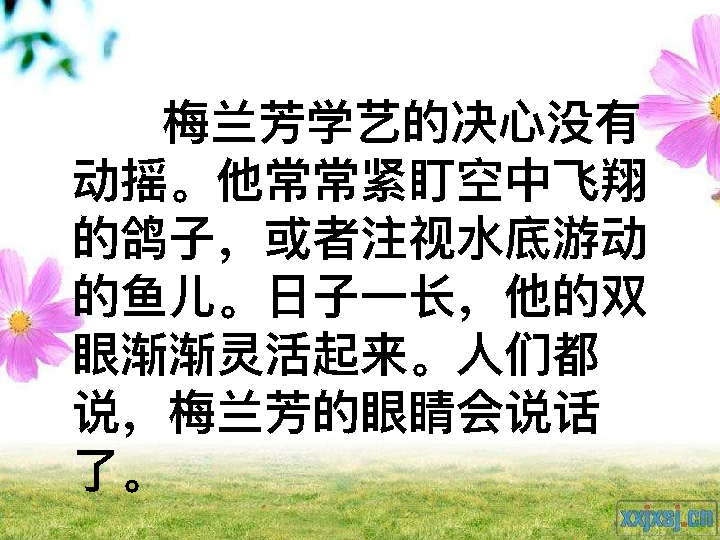 梅兰芳学艺的决心没有
动摇。他常常紧盯空中飞翔
的鸽子，或者注视水底游动
的鱼儿。日子一长，他的双
眼渐渐灵活起来。人们都
说，梅兰芳的眼睛会说话
了。
xxjxsj.cn